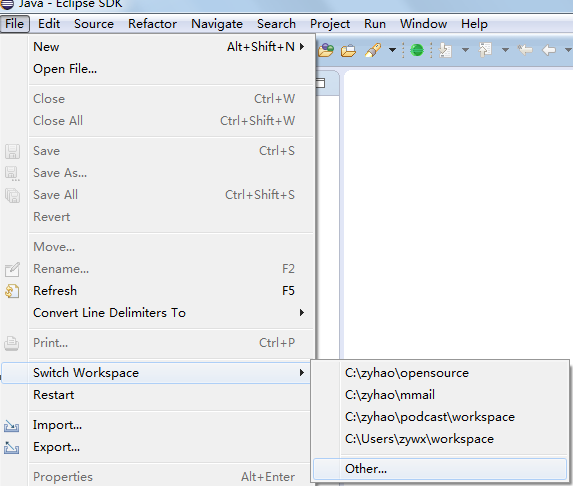 Java - Eclipse SDK
File Edit Source Refactor Navigate Search Project Run Window Help
New Alt+Shift+N
Open File...
Close Ctrl+W
Close All Ctrl+Shift+W
Save Ctrl+S
Save As...
Save All Ctrl+Shift+S
Revert
Move...
Rename... F2
Refresh F5
Convert Line Delimiters To
Print... Ctrl+P
Switch Workspace
Restart
Import...
Export...
Properties Alt+Enter
C:\zyhao\opensource
C:\zyhao\mmail
C:\zyhao\podcast\workspace
C:\Users\zywx\workspace
Other...